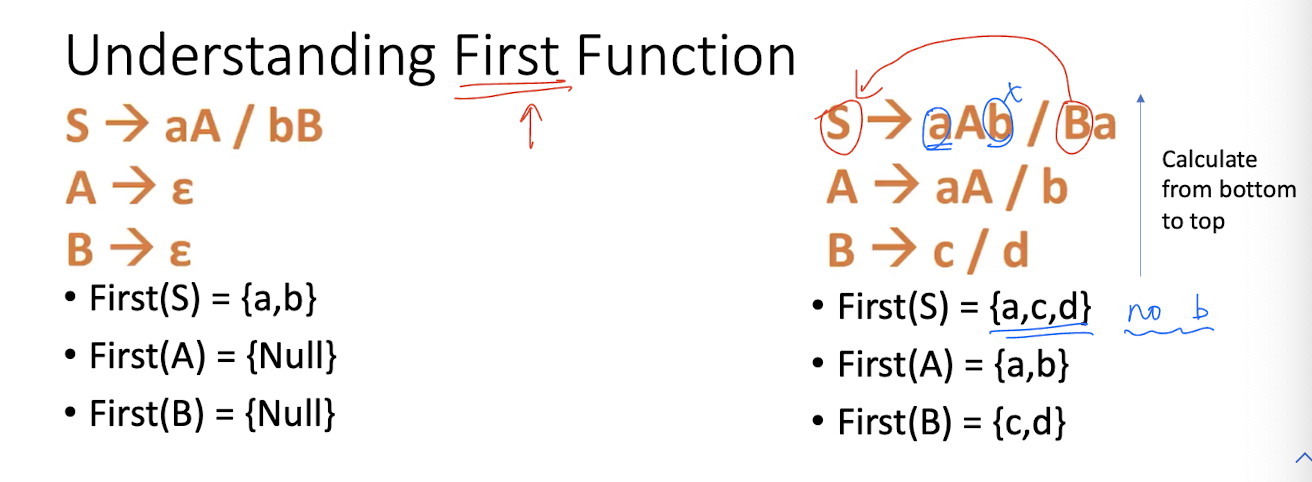 Understanding First Function
S → aA / bB
A → ε
B → ε
• First(S) = {a,b}
• First(A) = {Null}
• First(B) = {Null}
x
S → aAb / Ba
A → aA / b
B → c / d
Calculate
from bottom
to top
• First(S) = {a,c,d} no b
• First(A) = {a,b}
• First(B) = {c,d}